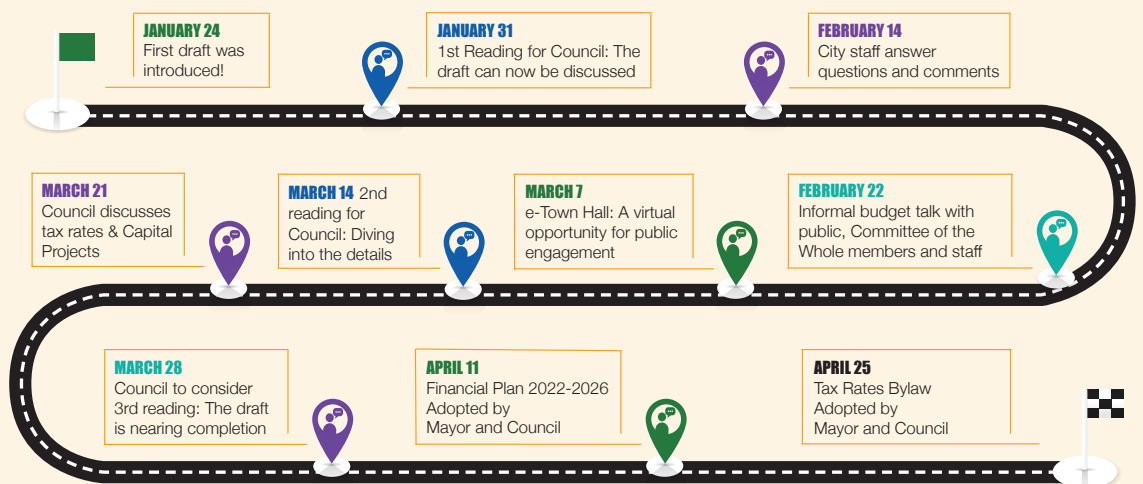 JANUARY 24
First draft was
introduced!
JANUARY 31
1st Reading for Council: The
draft can now be discussed
FEBRUARY 14
City staff answer
questions and comments
FEBRUARY 22
Informal budget talk with
public, Committee of the
Whole members and staff
MARCH 7
e-Town Hall: A virtual
opportunity for public
engagement
MARCH 14 2nd
reading for
Council: Diving
into the details
MARCH 21
Council discusses
tax rates & Capital
Projects
MARCH 28
Council to consider
3rd reading: The draft
is nearing completion
APRIL 11
Financial Plan 2022-2026
Adopted by
Mayor and Council
APRIL 25
Tax Rates Bylaw
Adopted by
Mayor and Council